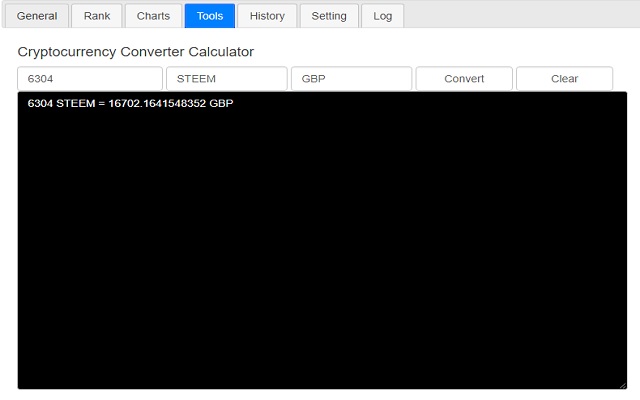 General Rank Charts Tools History Setting Log
Cryptocurrency Converter Calculator
6304 STEEM GBP Convert Clear
6304 STEEM = 16702.1641548352 GBP